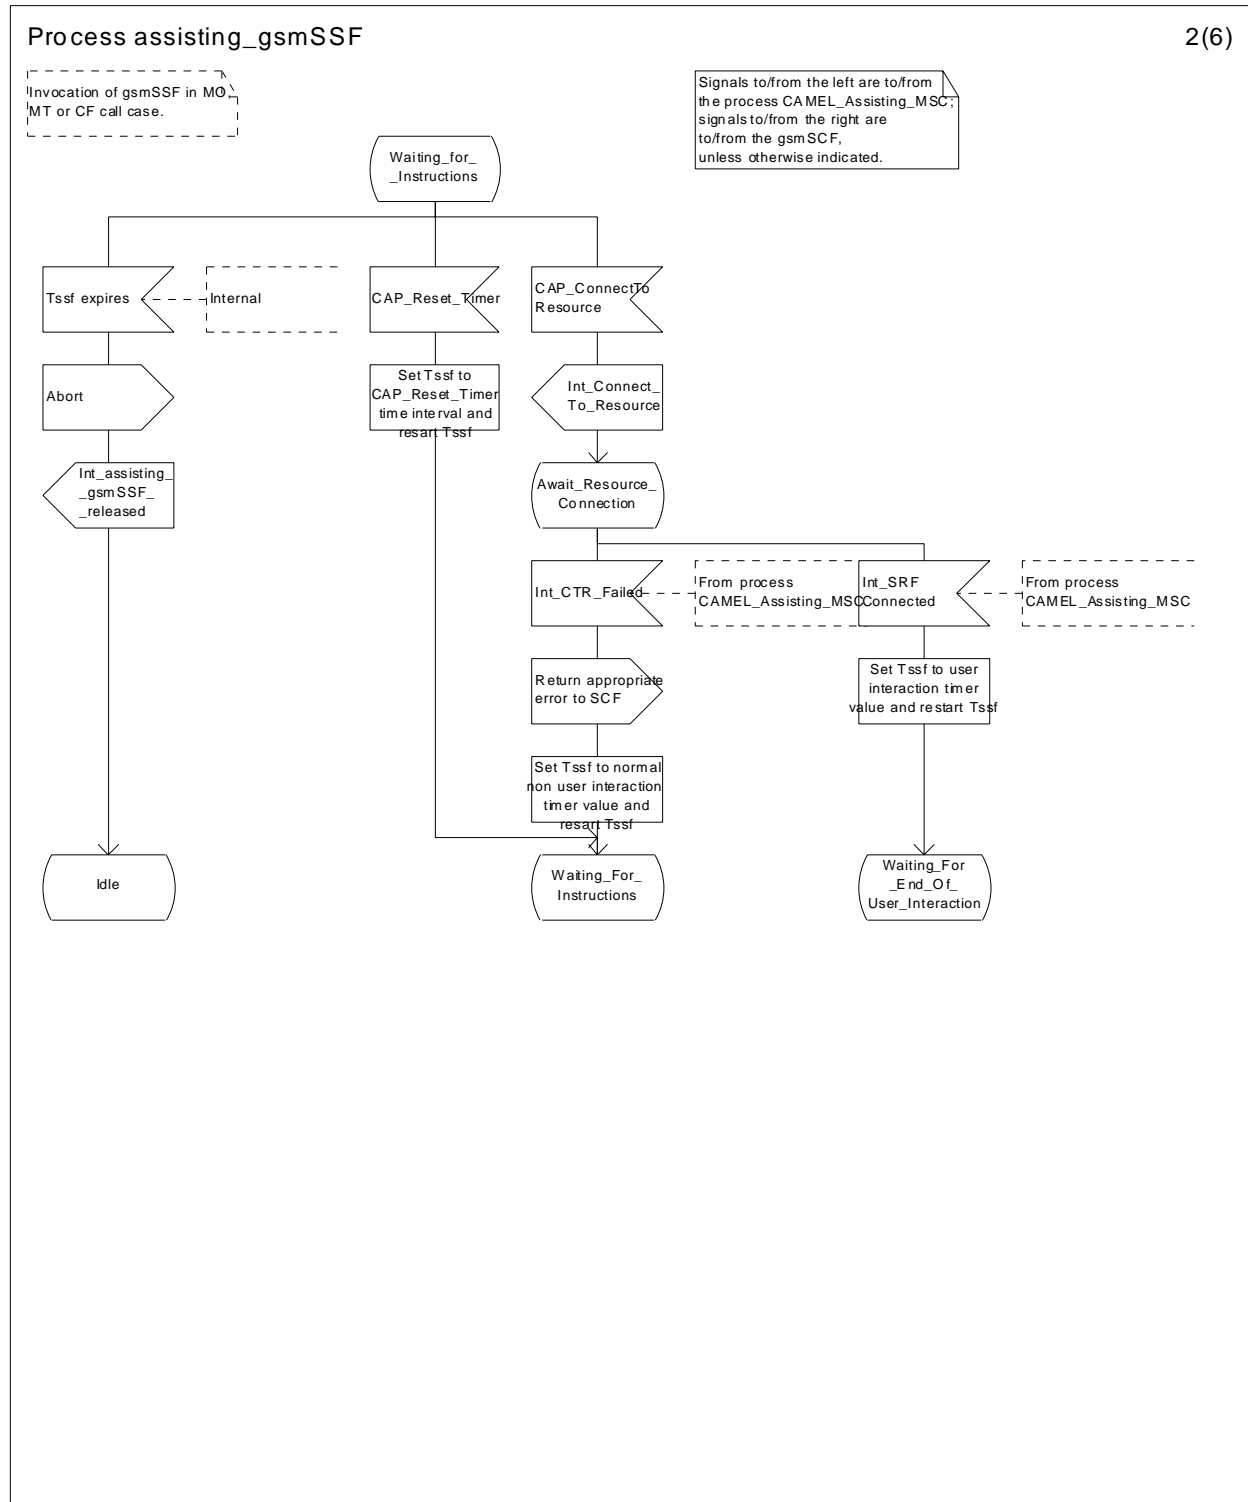 Process assisting_gsmSSF
2(6)
Invocation of gsmSSF in MO,
MT or CF call case.
Signals to/from the left are to/from
the process CAMEL_Assisting_MSC;
signals to/from the right are
to/from the gsmSCF,
unless otherwise indicated.
Waiting_for_
_Instructions
Tssf expires
Internal
CAP_Reset_Timer
CAP_ConnectTo
Resource
Abort
Set Tssf to
CAP_Reset_Timer
time interval and
resart Tssf
Int_Connect_
To_Resource
Int_assisting_
_gsmSSF_
_released
Await_Resource_
Connection
Int_CTR_Failed
From process
CAMEL_Assisting_MSC
Int_SRF
Connected
From process
CAMEL_Assisting_MSC
Return appropriate
error to SCF
Set Tssf to user
interaction timer
value and restart Tssf
Set Tssf to normal
non user interaction
timer value and
resart Tssf
Idle
Waiting_For_
Instructions
Waiting_For
_End_Of_
User_Interaction